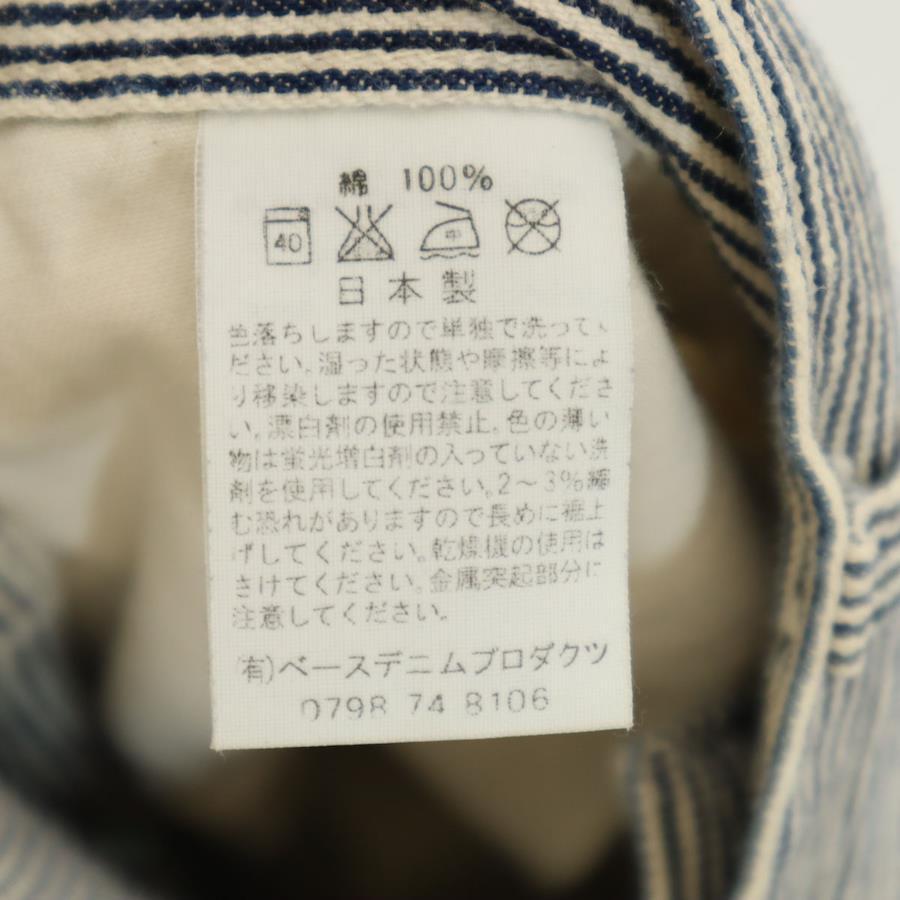 綿 100%
40 中
日本製
色落ちしますので単独で洗ってく
ださい。湿った状態や摩擦等によ
り移染しますので注意してくださ
い。漂白剤の使用禁止。色の薄い
物は蛍光増白剤の入っていない洗
剤を使用してください。2～3%縮
む恐れがありますので長めに裾上
げしてください。乾燥機の使用は
さけてください。金属突起部分に
注意してください。
(有)ベースデニムプロダクツ
0798 74 8106